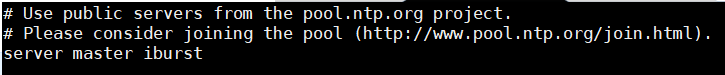 # Use public servers from the pool.ntp.org project.
# Please consider joining the pool (http://www.pool.ntp.org/join.html).
server master iburst